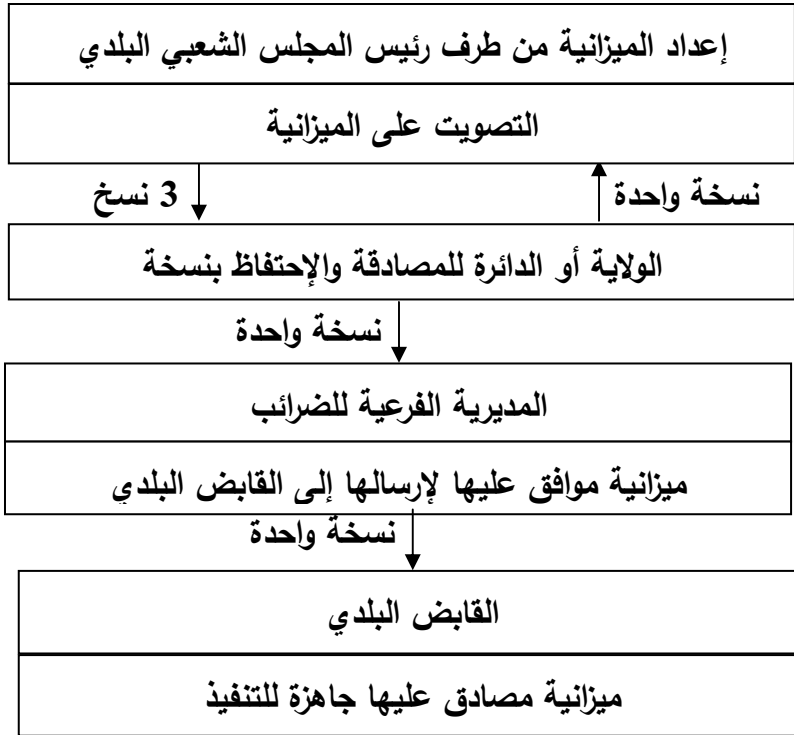 إعداد الميزانية من طرف رئيس المجلس الشعبي البلدي
التصويت على الميزانية
نسخة واحدة
3 نسخ
الولاية أو الدائرة للمصادقة والإحتفاظ بنسخة
نسخة واحدة
المديرية الفرعية للضرائب
ميزانية موافق عليها لإرسالها إلى القابض البلدي
نسخة واحدة
القابض البلدي
ميزانية مصادق عليها جاهزة للتنفيذ